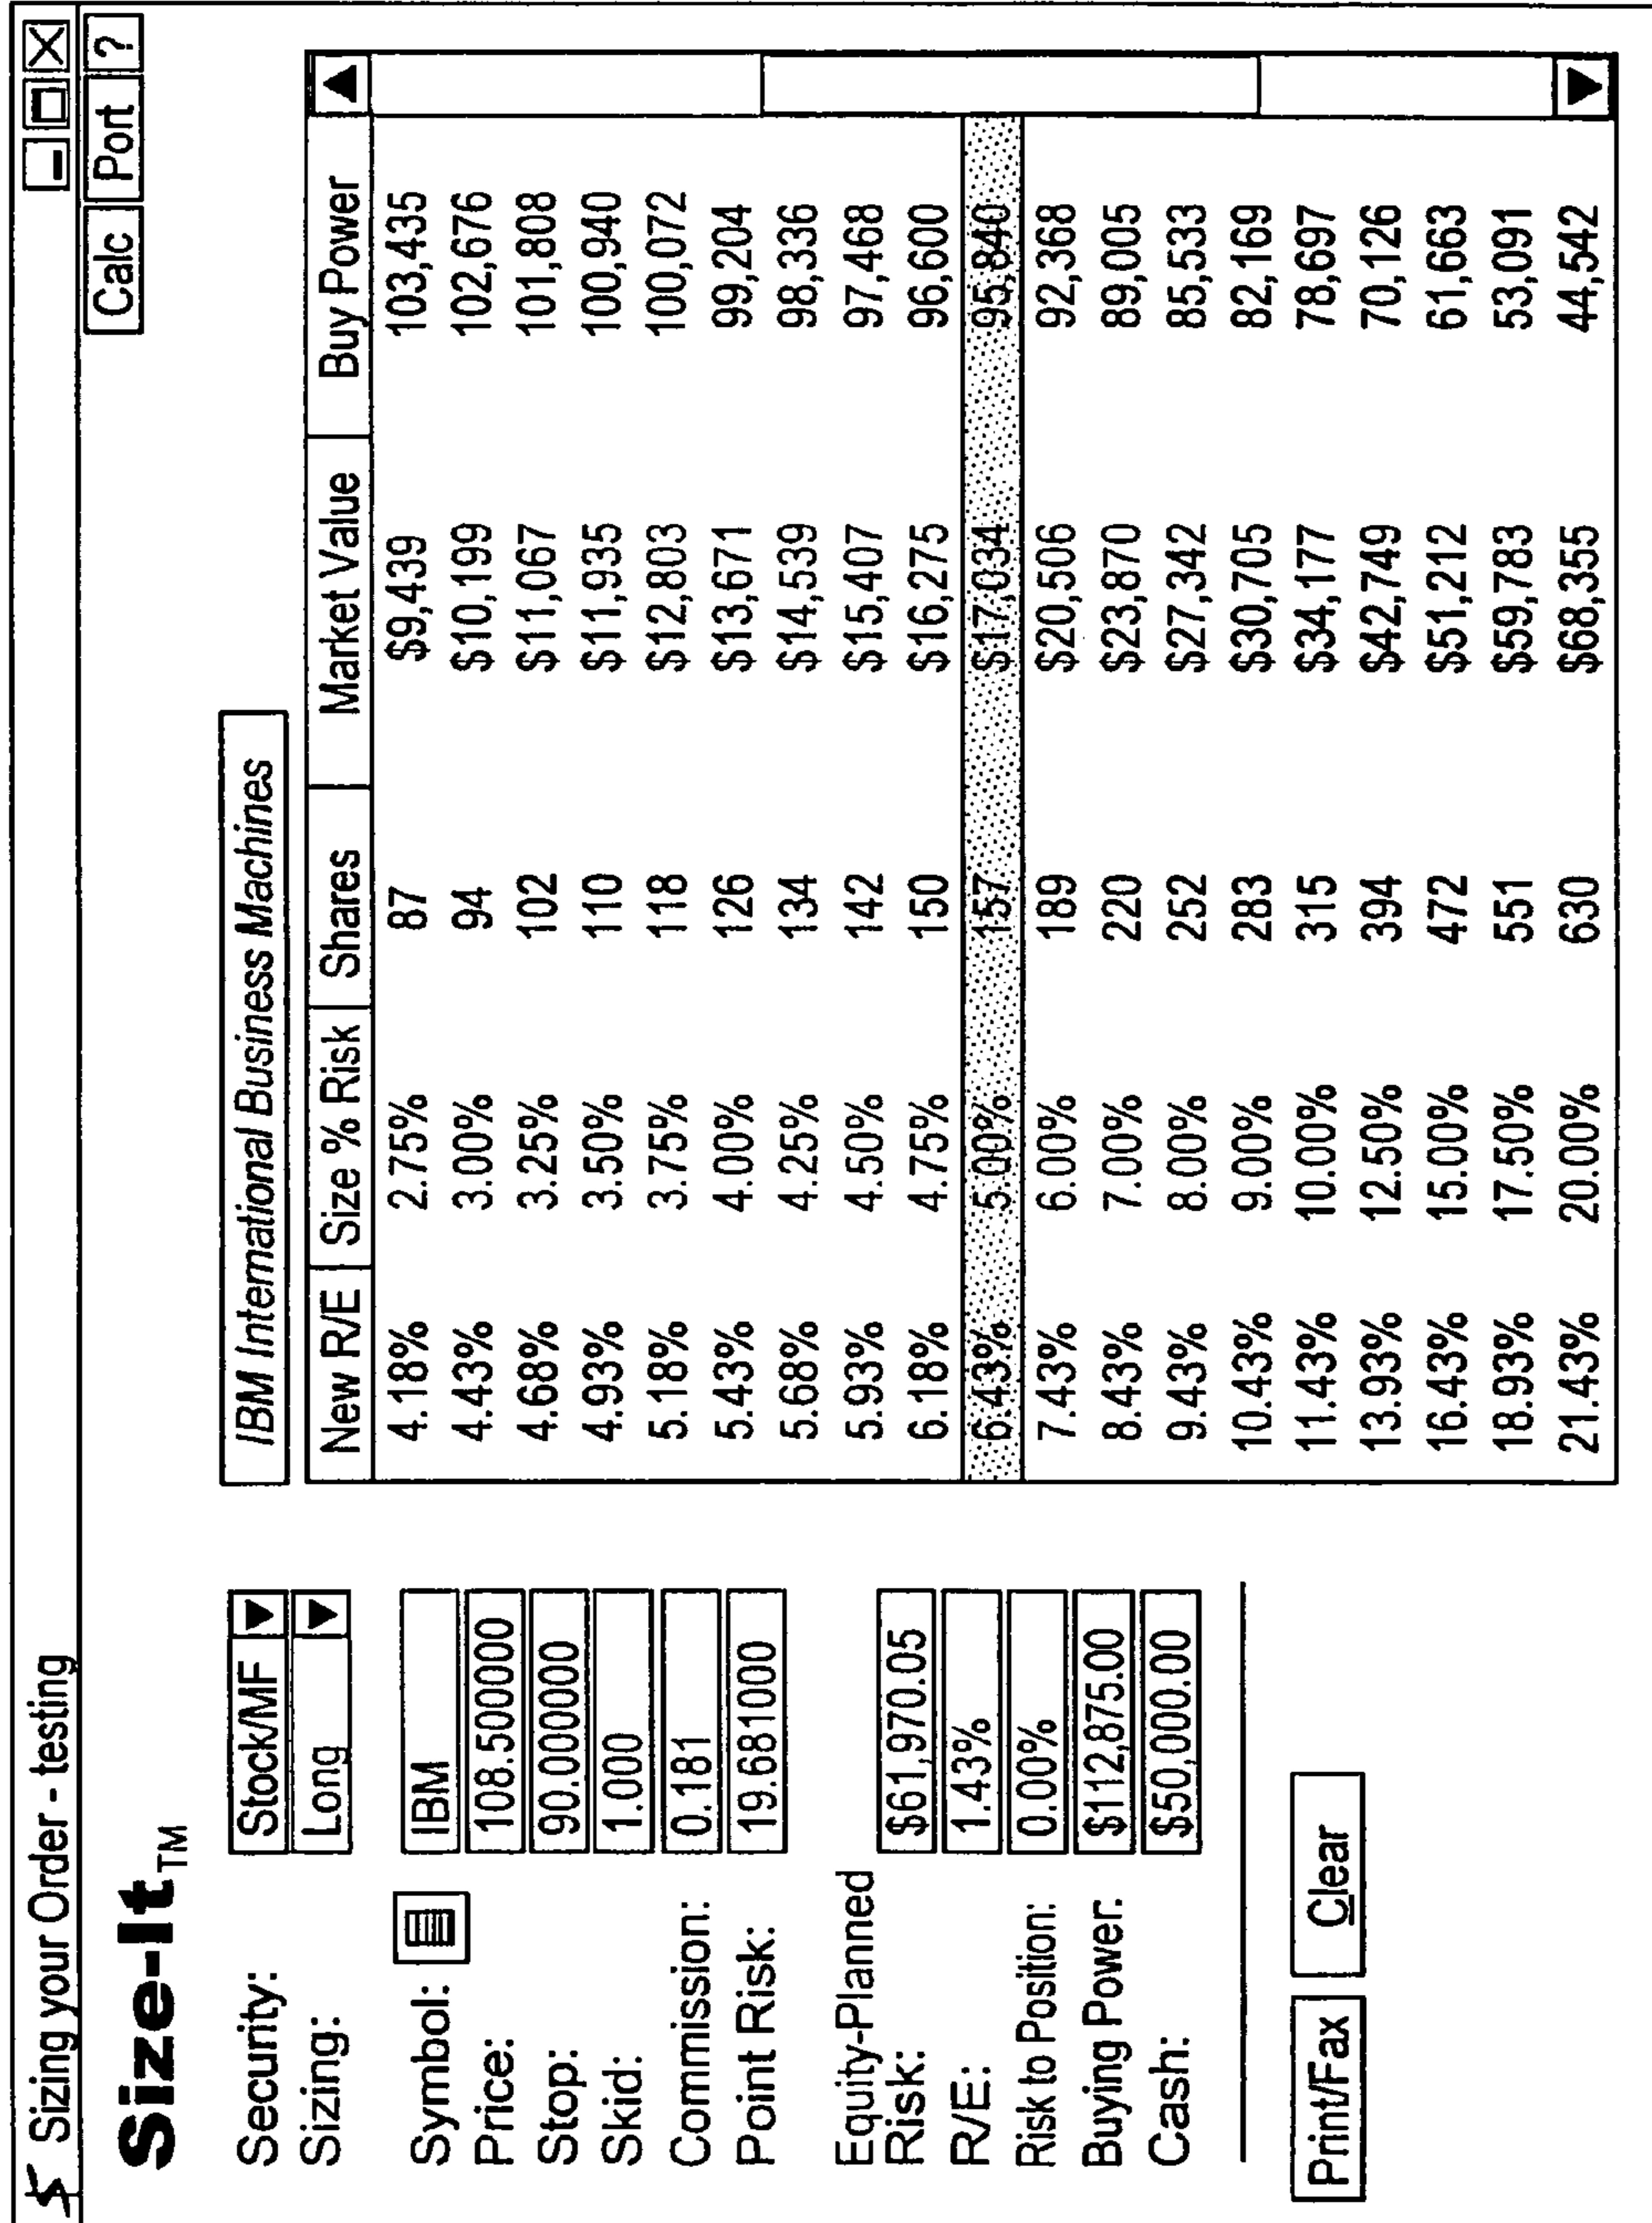 Sizing your Order - testing
Calc Port ?
Size-It TM
Security: Stock/MF
Sizing: Long
Symbol: IBM
Price: 108.500000
Stop: 90.000000
Skid: 1.000
Commission: 0.181
Point Risk: 19.681000
Equity-Planned
Risk: $61,970.05
R/E: 1.43%
Risk to Position: 0.00%
Buying Power: $112,875.00
Cash: $50,000.00
Print/Fax Clear
IBM International Business Machines
New R/E Size % Risk Shares Market Value Buy Power
4.18% 2.75% 87 $9,439 103,435
4.43% 3.00% 94 $10,199 102,676
4.68% 3.25% 102 $11,067 101,808
4.93% 3.50% 110 $11,935 100,940
5.18% 3.75% 118 $12,803 100,072
5.43% 4.00% 126 $13,671 99,204
5.68% 4.25% 134 $14,539 98,336
5.93% 4.50% 142 $15,407 97,468
6.18% 4.75% 150 $16,275 96,600
6.43% 5.00% 157 $17,034 95,840
7.43% 6.00% 189 $20,506 92,368
8.43% 7.00% 220 $23,870 89,005
9.43% 8.00% 252 $27,342 85,533
10.43% 9.00% 283 $30,705 82,169
11.43% 10.00% 315 $34,177 78,697
13.93% 12.50% 394 $42,749 70,126
16.43% 15.00% 472 $51,212 61,663
18.93% 17.50% 551 $59,783 53,091
21.43% 20.00% 630 $68,355 44,542